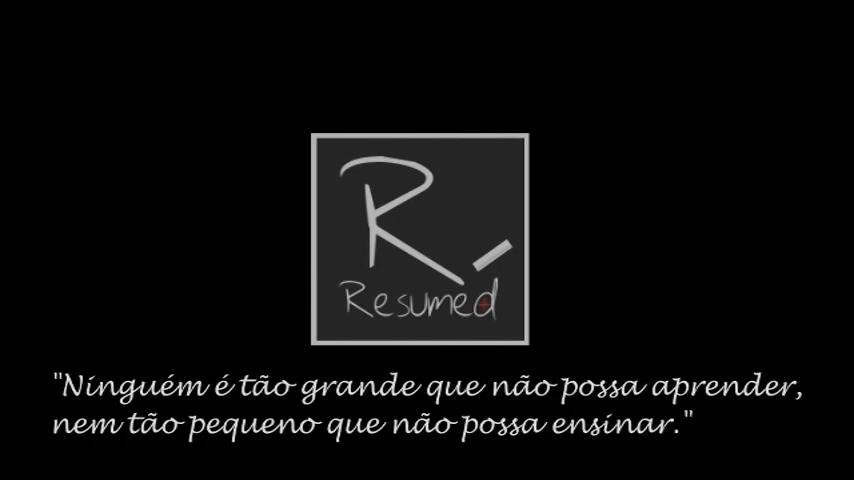 R
Resumed
"Ninguém é tão grande que não possa aprender,
nem tão pequeno que não possa ensinar."